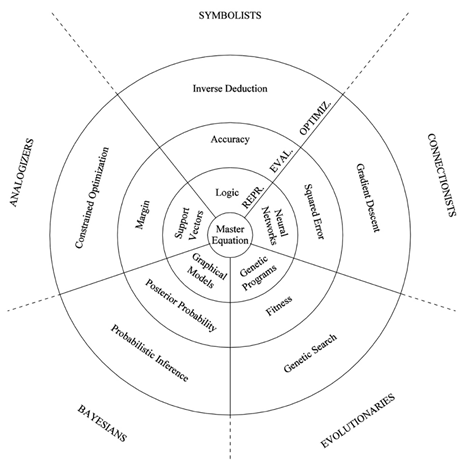 SYMBOLISTS
Inverse Deduction
OPTIMIZ.
Accuracy
EVAL.
Logic
REPR.
ANALOGIZERS
Constrained Optimization
Margin
Support
Vectors
Master
Equation
Neural
Networks
Squared Error
Gradient Descent
CONNECTIONISTS
Graphical
Models
Genetic
Programs
Posterior Probability
Fitness
Probabilistic Inference
Genetic Search
BAYESIANS
EVOLUTIONARIES